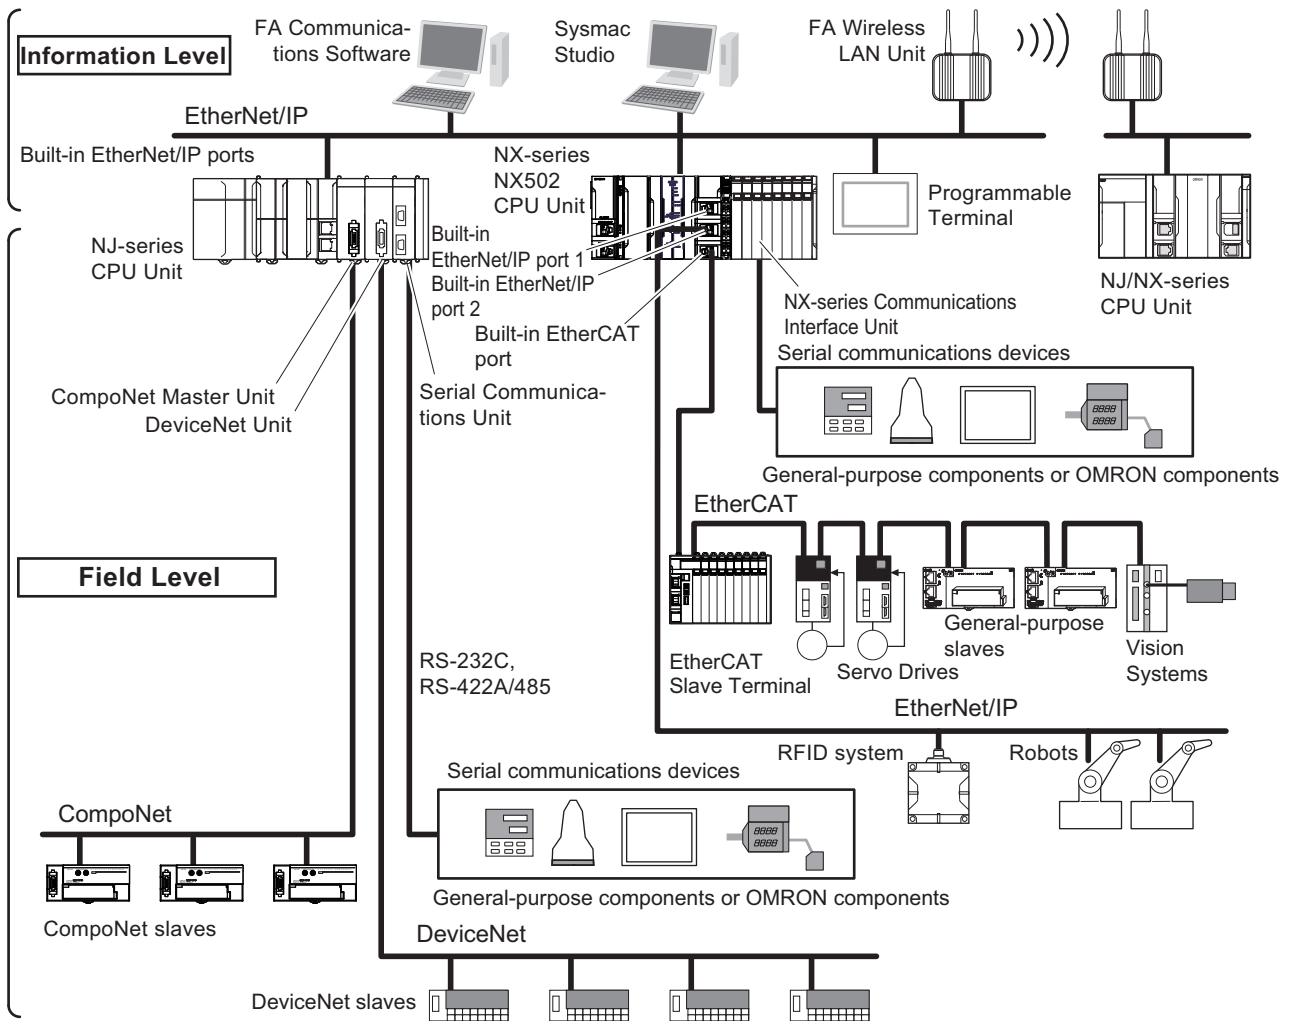 Information Level
FA Communica-
tions Software
Sysmac
Studio
FA Wireless
LAN Unit
EtherNet/IP
Built-in EtherNet/IP ports
NX-series
NX502
CPU Unit
Programmable
Terminal
NJ-series
CPU Unit
Built-in
EtherNet/IP port 1
Built-in EtherNet/IP
port 2
Built-in EtherCAT
port
NX-series Communications
Interface Unit
NJ/NX-series
CPU Unit
CompoNet Master Unit
DeviceNet Unit
Serial Communica-
tions Unit
Serial communications devices
8888
8888
General-purpose components or OMRON components
EtherCAT
Field Level
EtherCAT
Slave Terminal
Servo Drives
General-purpose
slaves
Vision
Systems
RS-232C,
RS-422A/485
EtherNet/IP
RFID system
Robots
Serial communications devices
8888
8888
General-purpose components or OMRON components
CompoNet
CompoNet slaves
DeviceNet
DeviceNet slaves